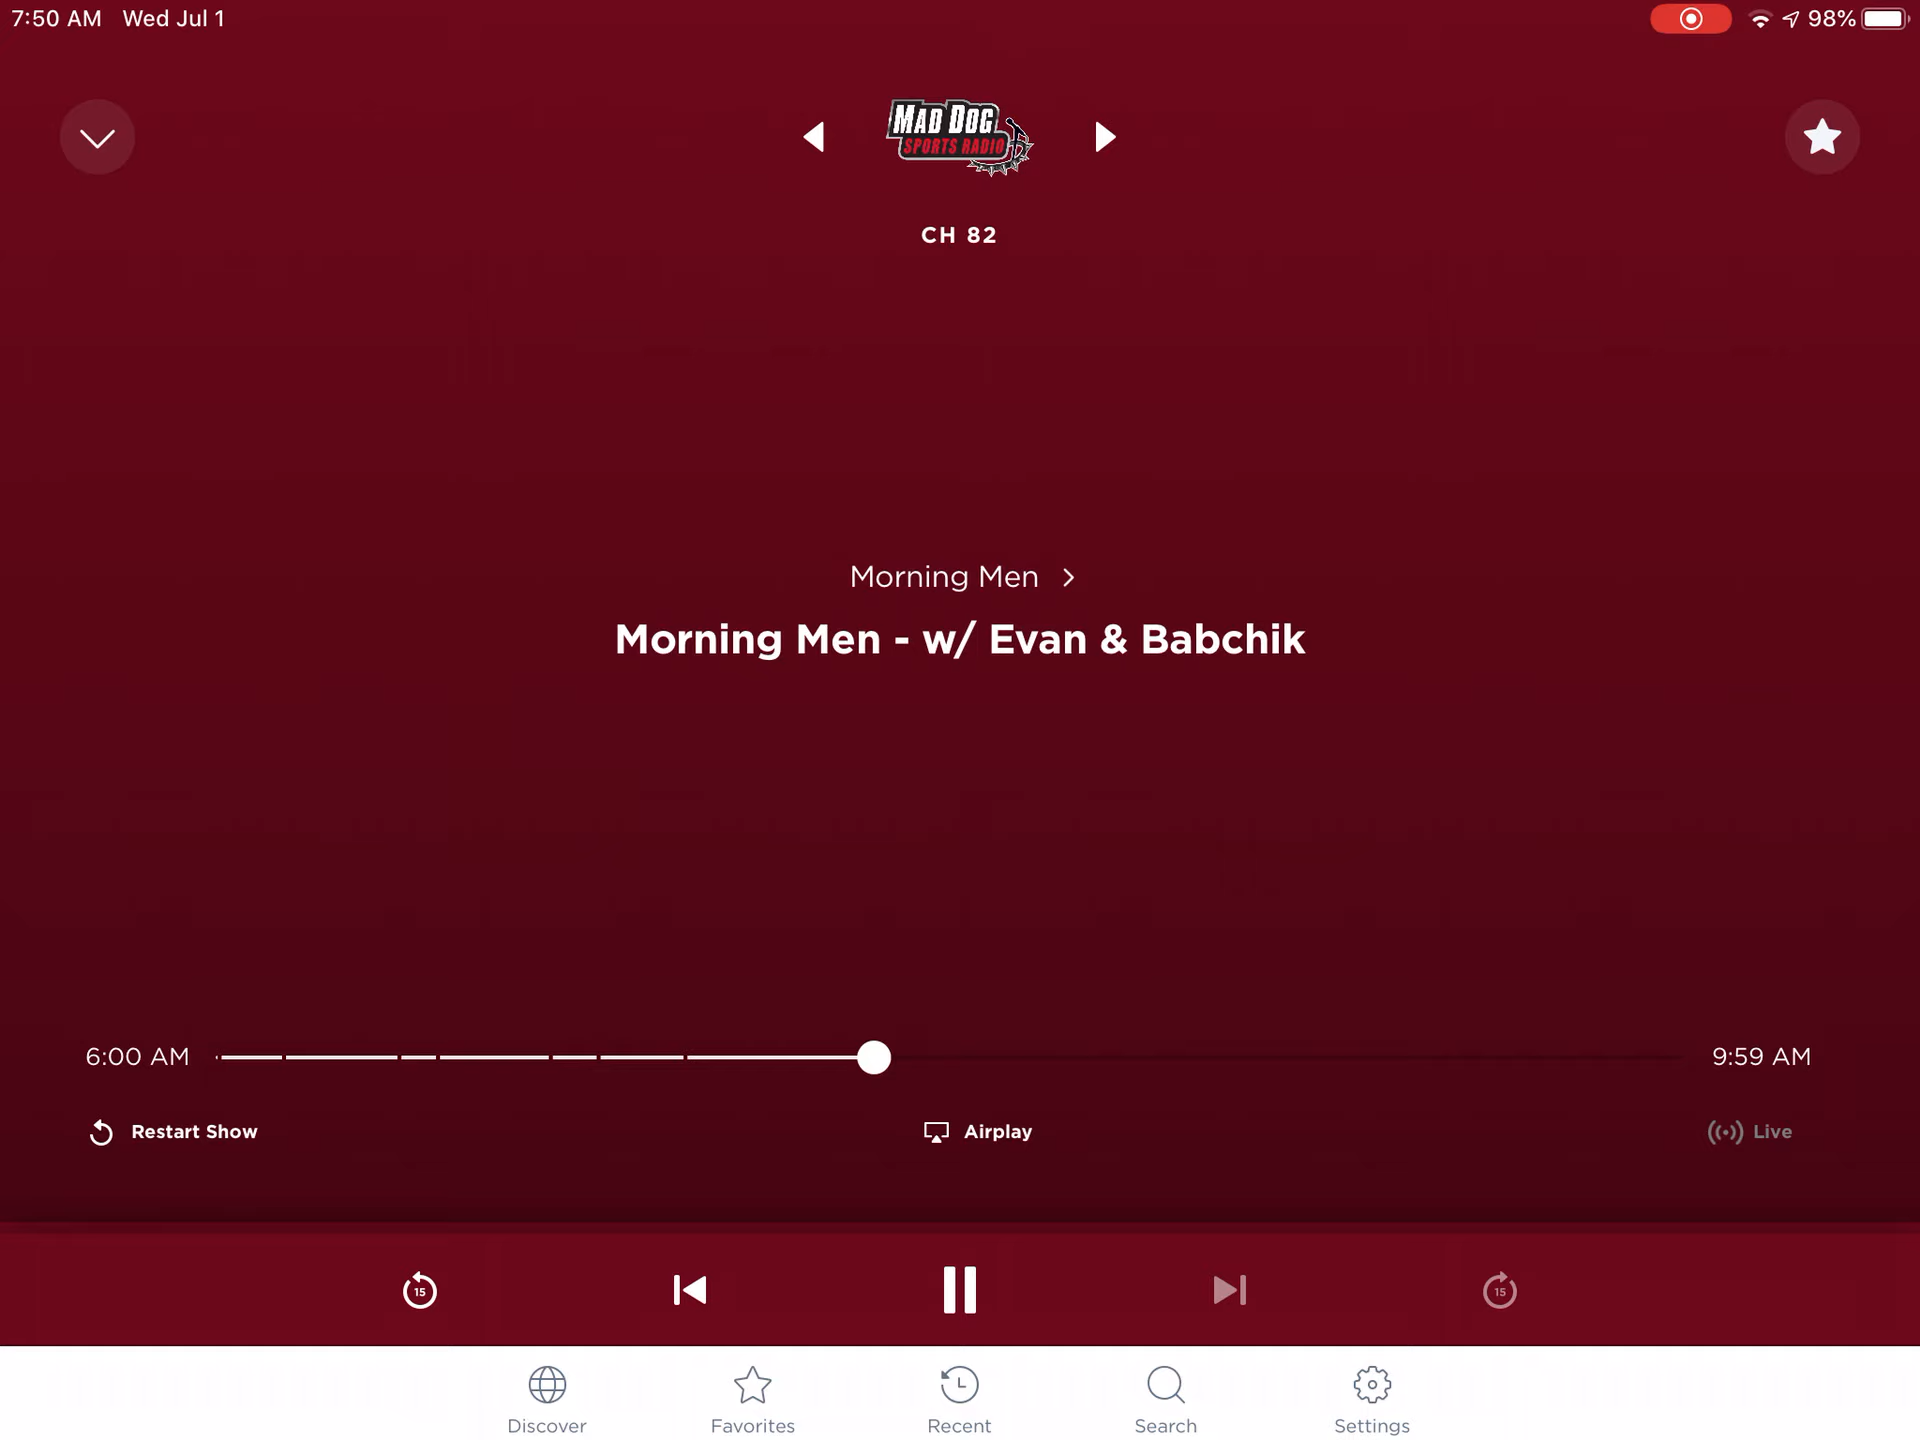 7:50 AM Wed Jul 1
98%
MAD DOG
SPORTS RADIO
CH 82
Morning Men
Morning Men - w/ Evan & Babchik
6:00 AM
9:59 AM
Restart Show
Airplay
Live
15
15
Discover
Favorites
Recent
Search
Settings